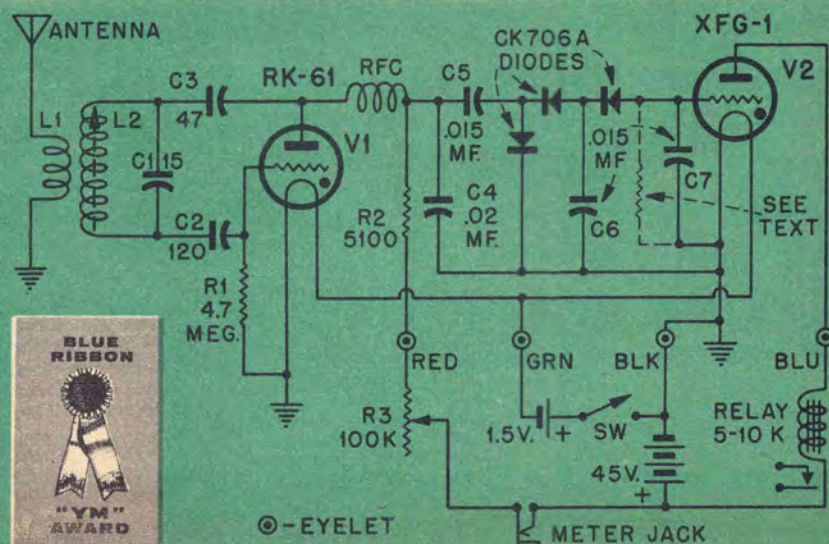 ANTENNA
L1
L2
C1 15
C3
47
C2
120
RK-61
V1
R1
4.7
MEG.
RFC
R2
5100
C5
.015
MF.
C4
.02
MF.
CK706A
DIODES
.015
MF
C6
C7
XFG-1
V2
SEE
TEXT
RED
GRN
BLK
BLU
R3
100K
1.5V. +
SW
45V.
+
RELAY
5-10 K
METER JACK
⊙-EYELET
BLUE
RIBBON
"YM"
AWARD